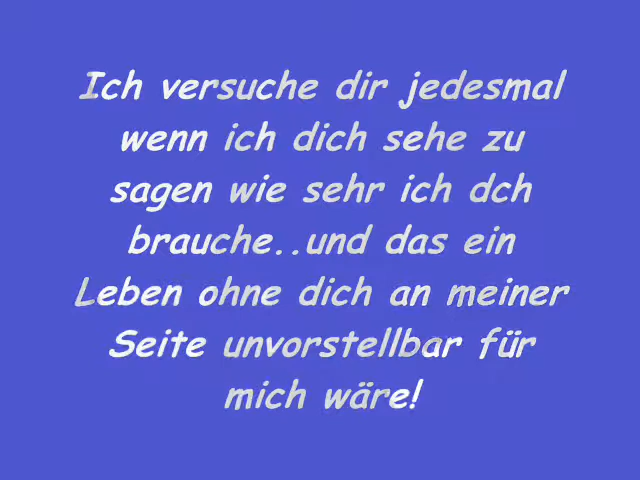 Ich versuche dir jedesmal
wenn ich dich sehe zu
sagen wie sehr ich dch
brauche..und das ein
Leben ohne dich an meiner
Seite unvorstellbar für
mich wäre!